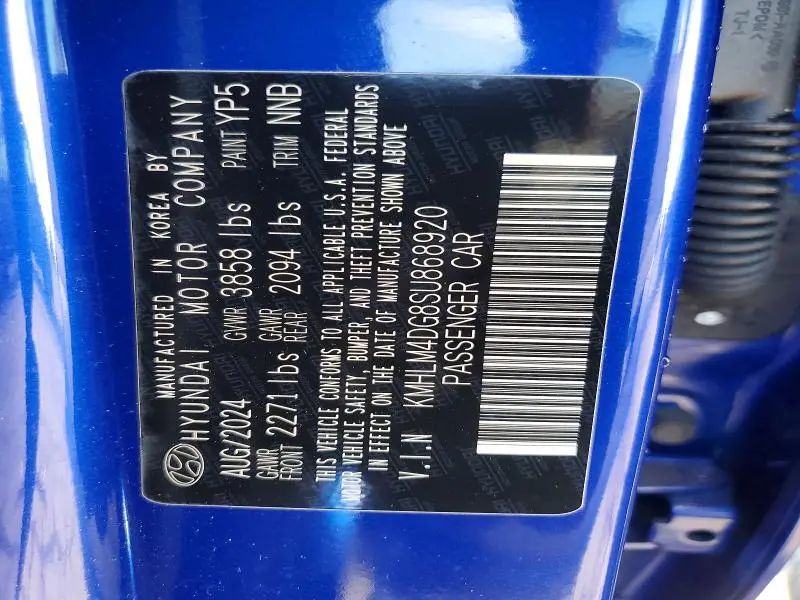 MANUFACTURED IN KOREA BY
HYUNDAI MOTOR COMPANY
AUG/2024 GVWR 3858 lbs PAINT YP5
GAWR FRONT 2271 lbs GAWR REAR 2094 lbs TRIM NNB
THIS VEHICLE CONFORMS TO ALL APPLICABLE U.S.A. FEDERAL
MOTOR VEHICLE SAFETY, BUMPER, AND THEFT PREVENTION STANDARDS
IN EFFECT ON THE DATE OF MANUFACTURE SHOWN ABOVE
V.I.N KMHLM4DG8SU866920
PASSENGER CAR